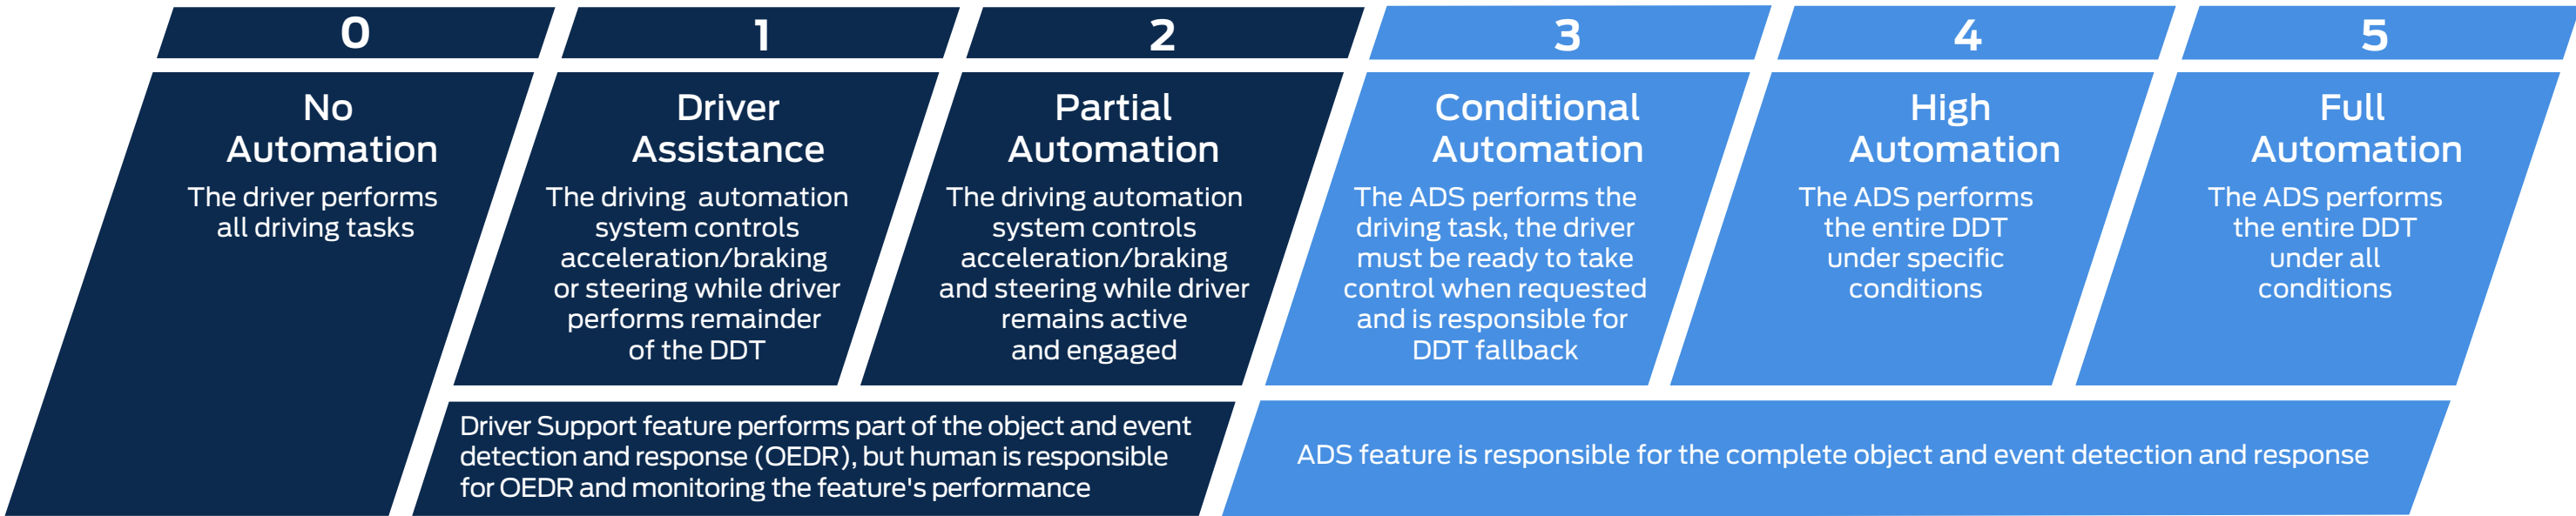 0
No
Automation
The driver performs
all driving tasks
1
Driver
Assistance
The driving automation
system controls
acceleration/braking
or steering while driver
performs remainder
of the DDT
2
Partial
Automation
The driving automation
system controls
acceleration/braking
and steering while driver
remains active
and engaged
Driver Support feature performs part of the object and event
detection and response (OEDR), but human is responsible
for OEDR and monitoring the feature's performance
3
Conditional
Automation
The ADS performs the
driving task, the driver
must be ready to take
control when requested
and is responsible for
DDT fallback
4
High
Automation
The ADS performs
the entire DDT
under specific
conditions
5
Full
Automation
The ADS performs
the entire DDT
under all
conditions
ADS feature is responsible for the complete object and event detection and response